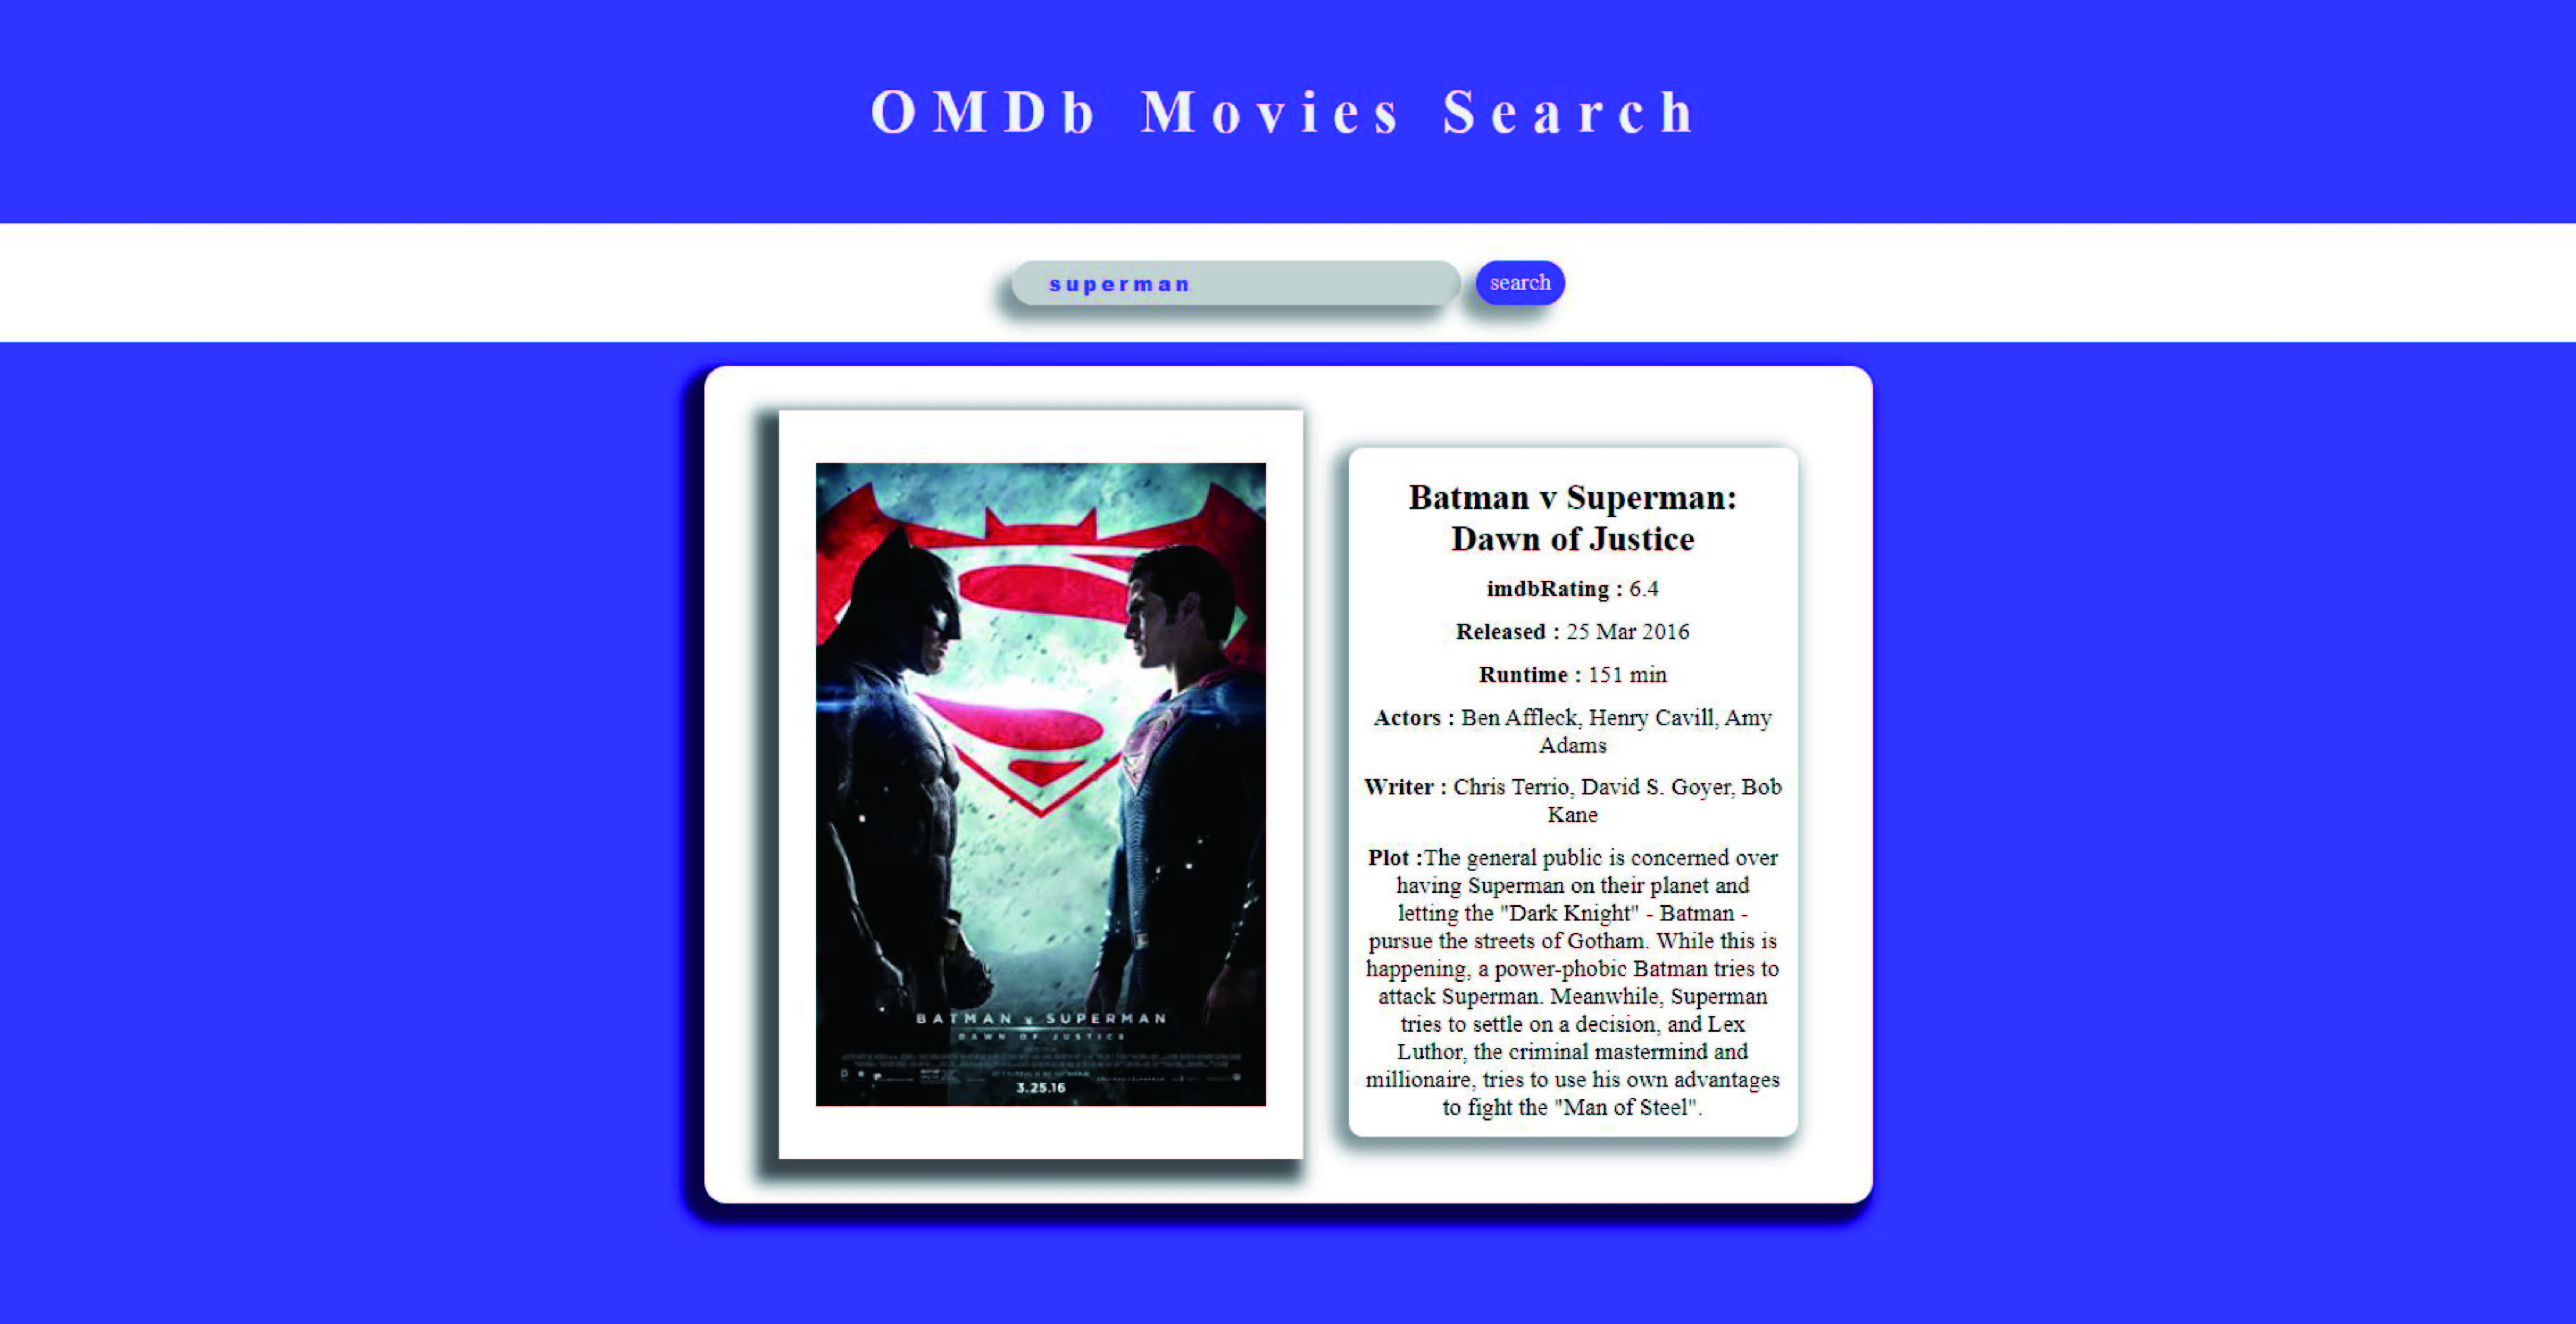 OMDb Movies Search
superman
search
BATMAN v SUPERMAN
DAWN OF JUSTICE
3.25.16
Batman v Superman:
Dawn of Justice
imdbRating : 6.4
Released : 25 Mar 2016
Runtime : 151 min
Actors : Ben Affleck, Henry Cavill, Amy
Adams
Writer : Chris Terrio, David S. Goyer, Bob
Kane
Plot :The general public is concerned over
having Superman on their planet and
letting the "Dark Knight" - Batman -
pursue the streets of Gotham. While this is
happening, a power-phobic Batman tries to
attack Superman. Meanwhile, Superman
tries to settle on a decision, and Lex
Luthor, the criminal mastermind and
millionaire, tries to use his own advantages
to fight the "Man of Steel".